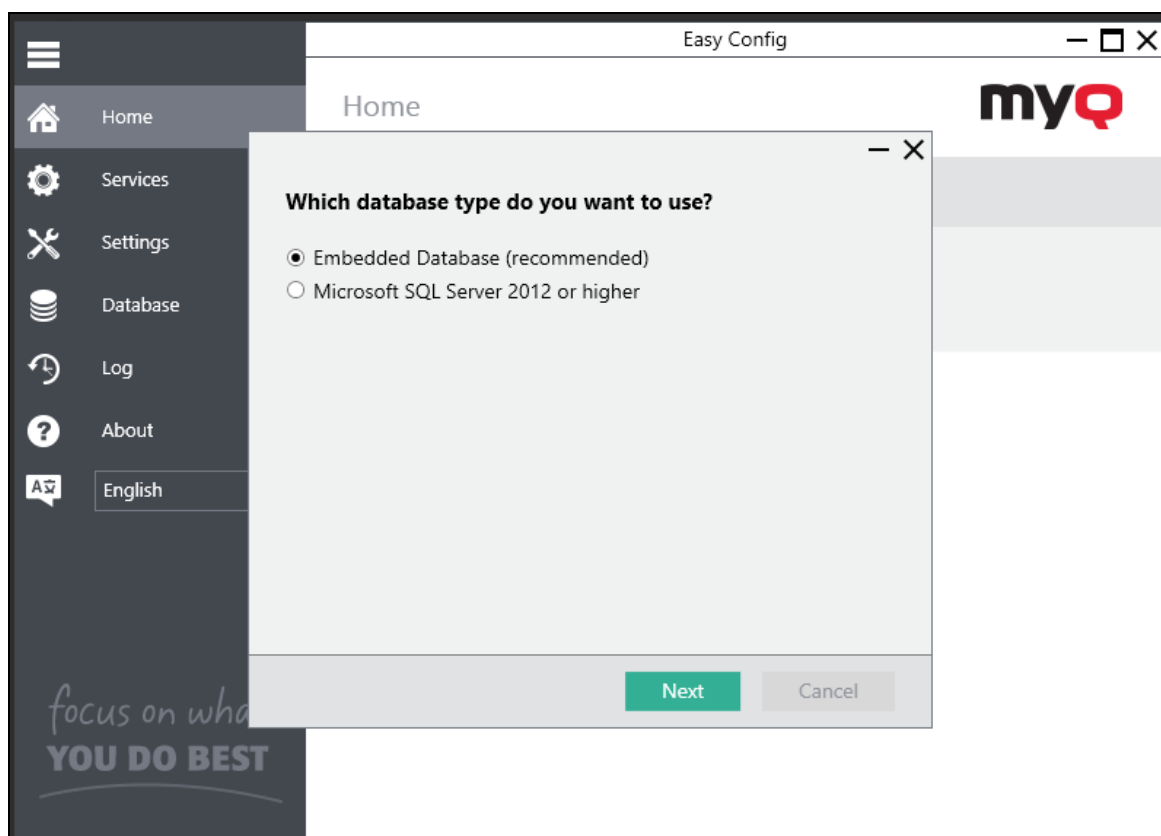 Easy Config
Home
Services
Settings
Database
Log
About
English
Home
myQ
Which database type do you want to use?
Embedded Database (recommended)
Microsoft SQL Server 2012 or higher
Next
Cancel
focus on wha
YOU DO BEST